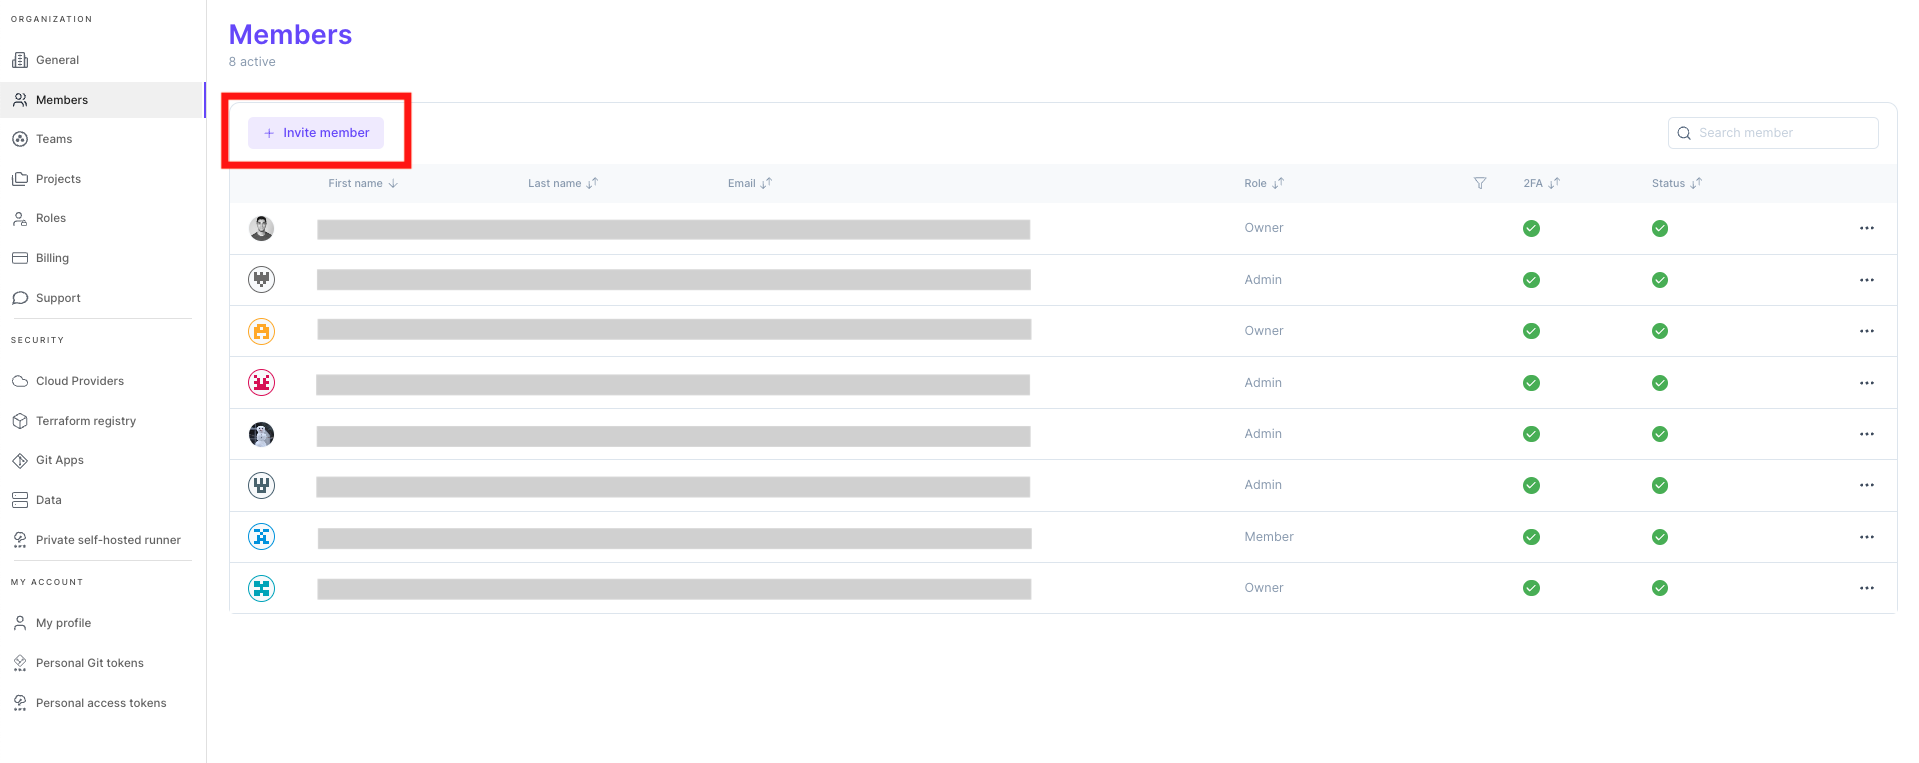 ORGANIZATION
General
Members
Teams
Projects
Roles
Billing
Support
SECURITY
Cloud Providers
Terraform registry
Git Apps
Data
Private self-hosted runner
MY ACCOUNT
My profile
Personal Git tokens
Personal access tokens
Members
8 active
+ Invite member
Search member
First name Last name Email Role 2FA Status
Owner
Admin
Owner
Admin
Admin
Admin
Member
Owner